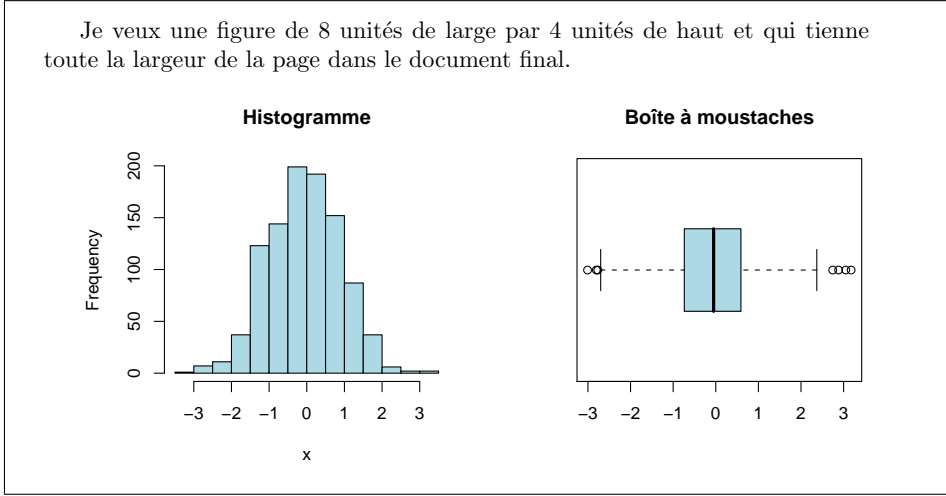 Je veux une figure de 8 unités de large par 4 unités de haut et qui tienne
toute la largeur de la page dans le document final.
Histogramme
Frequency
0 50 100 150 200
−3 −2 −1 0 1 2 3
x
Boîte à moustaches
−3 −2 −1 0 1 2 3